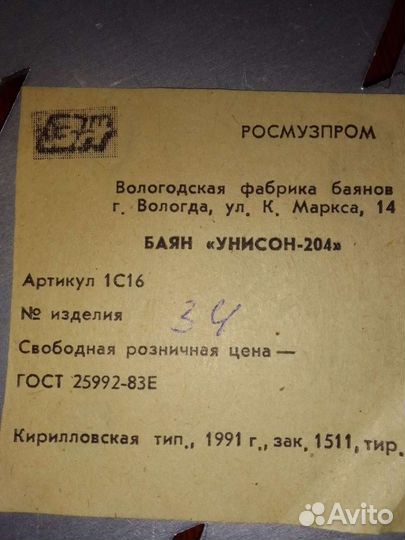 РОСМУЗПРОМ
Вологодская фабрика баянов
г. Вологда, ул. К. Маркса, 14
БАЯН «УНИСОН-204»
Артикул 1С16
№ изделия 34
Свободная розничная цена —
ГОСТ 25992-83Е
Кирилловская тип., 1991 г., зак. 1511, тир.
Avito